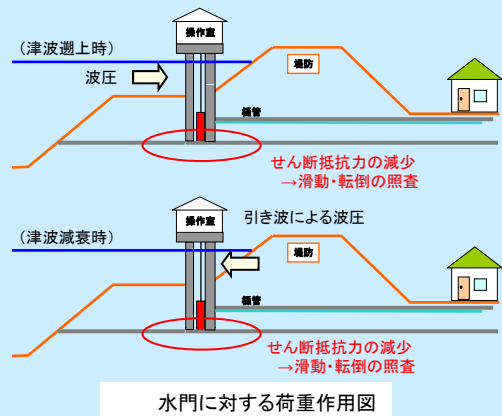 操作室
（津波遡上時）
波圧
堤防
樋管
せん断抵抗力の減少
→滑動・転倒の照査
操作室
引き波による波圧
（津波減衰時）
堤防
樋管
せん断抵抗力の減少
→滑動・転倒の照査
水門に対する荷重作用図